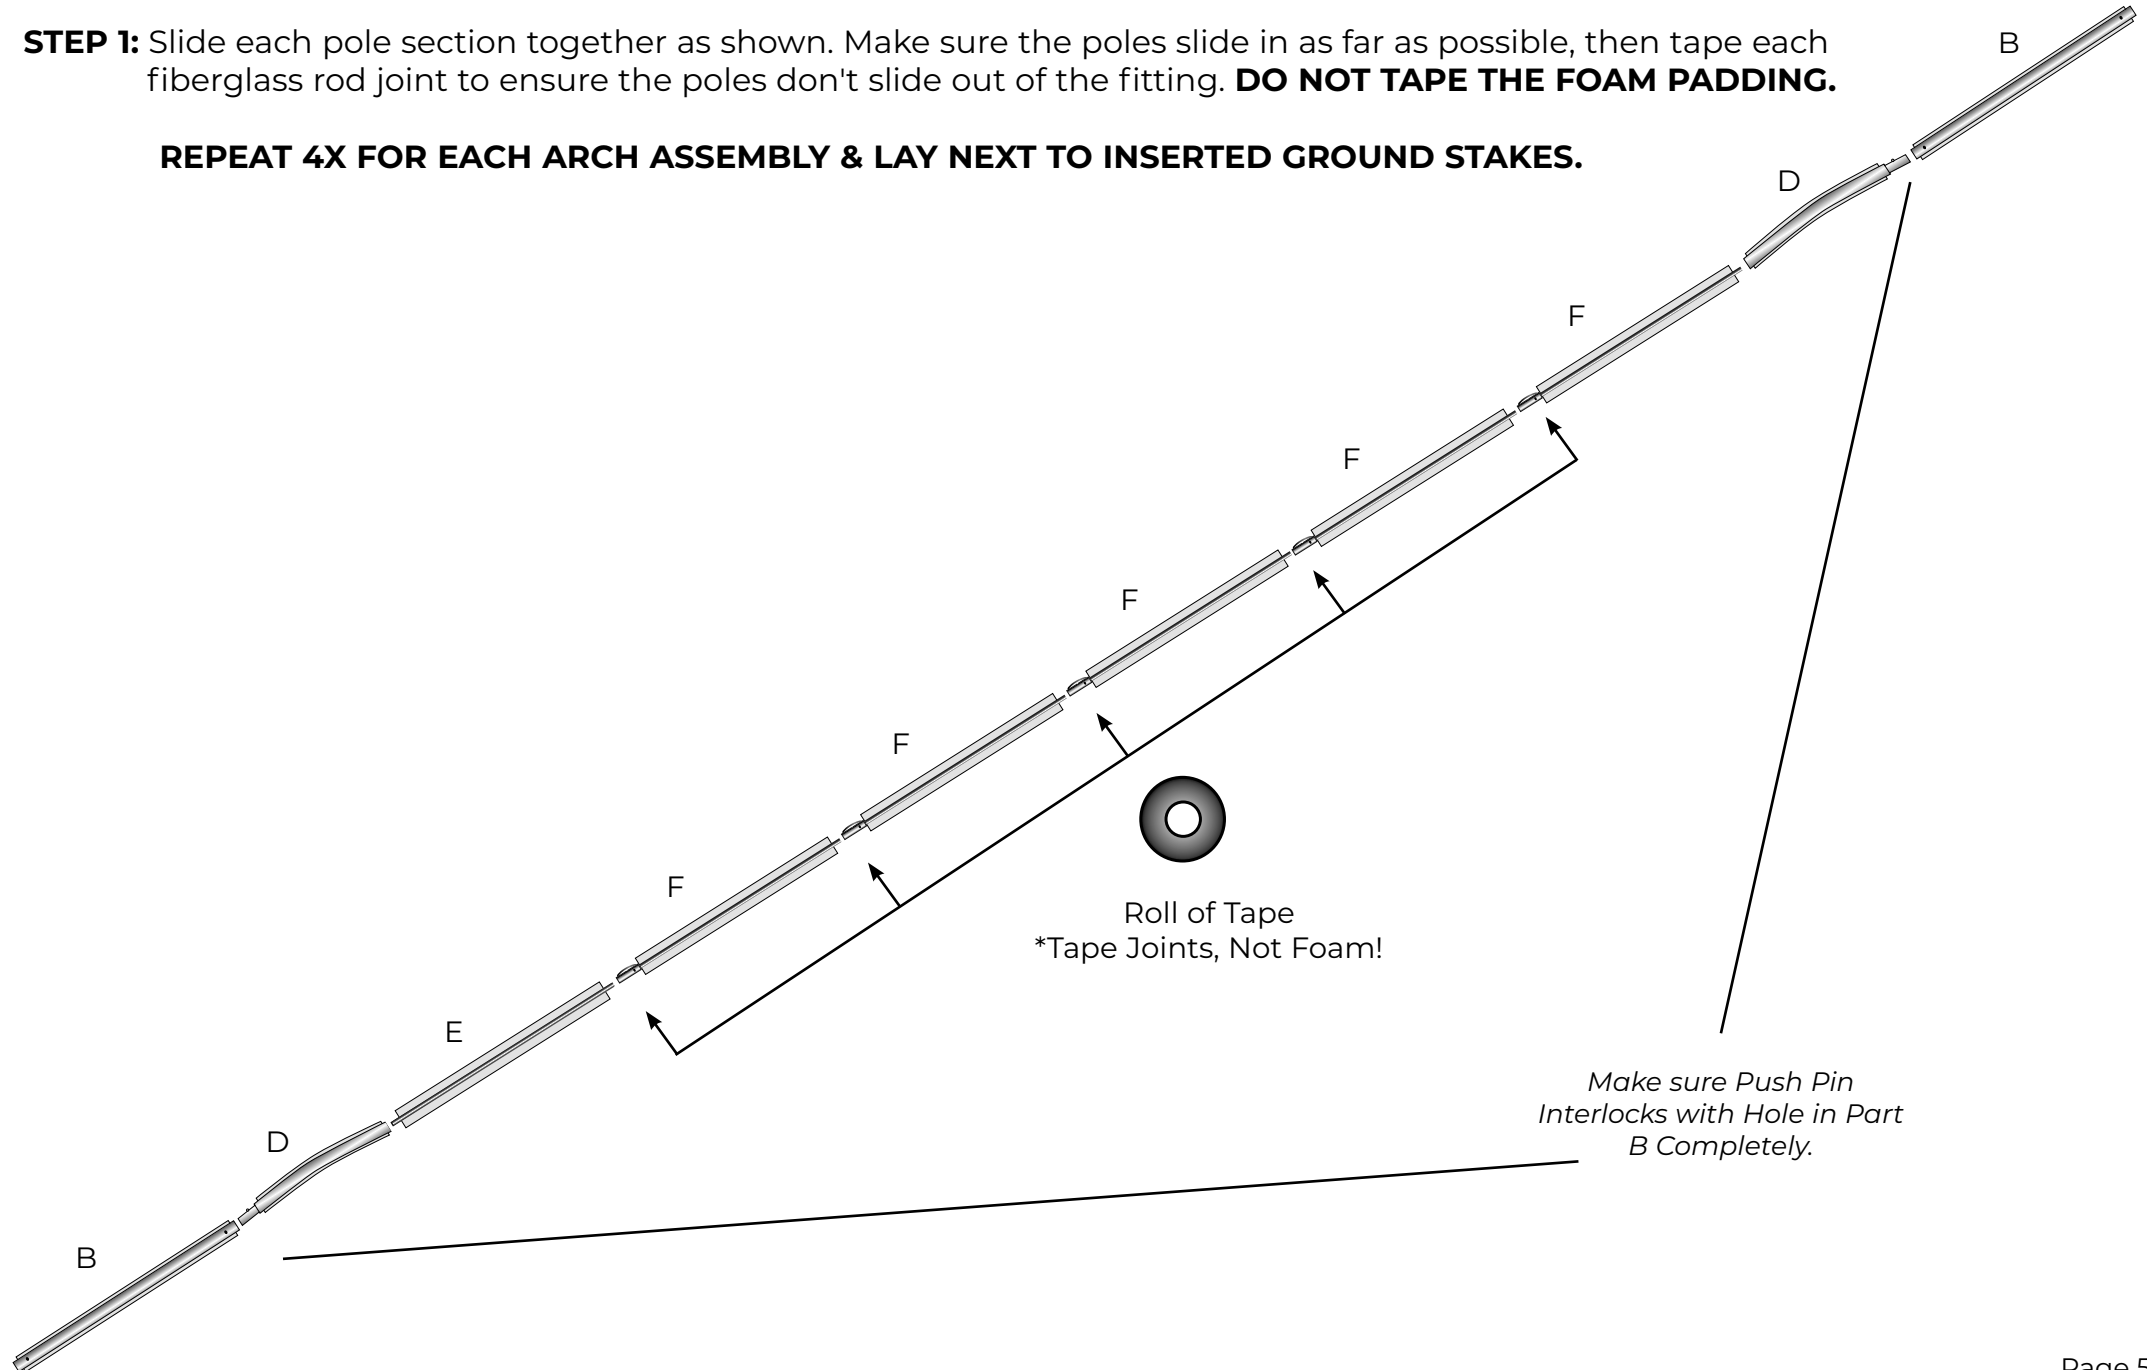 STEP 1: Slide each pole section together as shown. Make sure the poles slide in as far as possible, then tape each
fiberglass rod joint to ensure the poles don't slide out of the fitting. DO NOT TAPE THE FOAM PADDING.
REPEAT 4X FOR EACH ARCH ASSEMBLY & LAY NEXT TO INSERTED GROUND STAKES.
B
D
F
F
F
F
F
E
D
B
Roll of Tape
*Tape Joints, Not Foam!
Make sure Push Pin
Interlocks with Hole in Part
B Completely.
Page 5